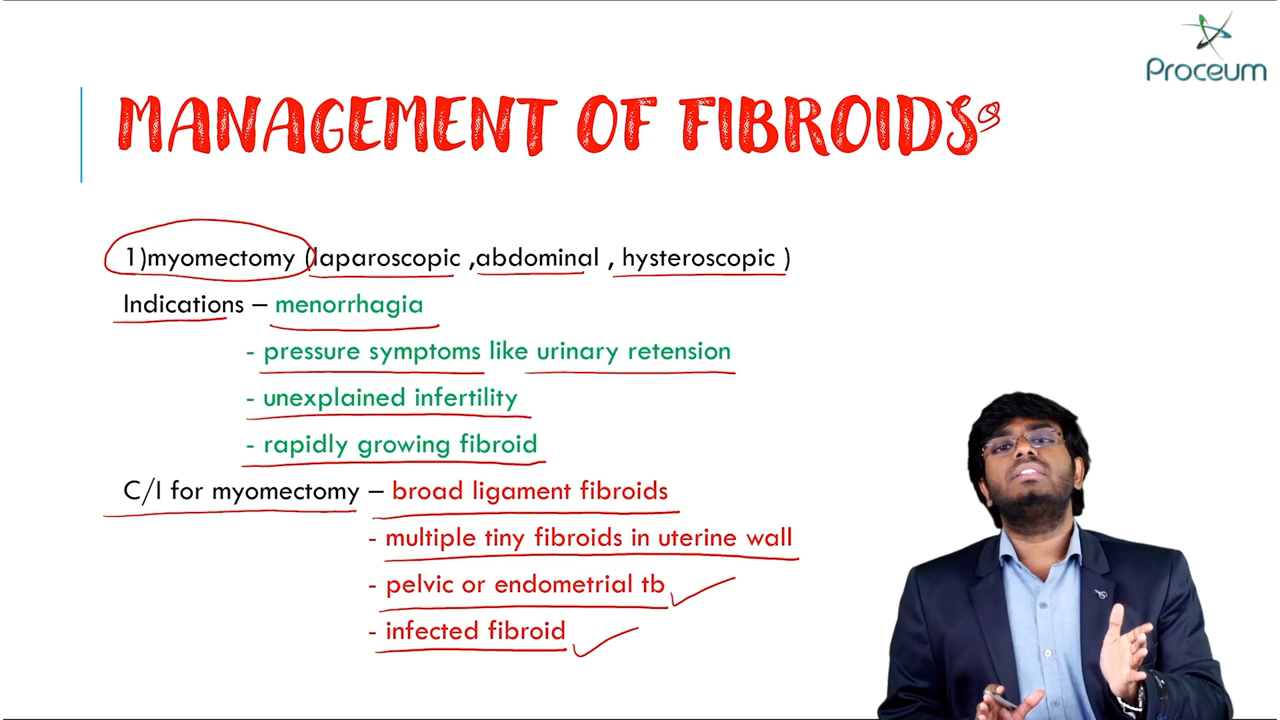 Proceum
MANAGEMENT OF FIBROIDS
1)myomectomy (laparoscopic ,abdominal , hysteroscopic )
Indications – menorrhagia
- pressure symptoms like urinary retension
- unexplained infertility
- rapidly growing fibroid
C/I for myomectomy – broad ligament fibroids
- multiple tiny fibroids in uterine wall
- pelvic or endometrial tb
- infected fibroid